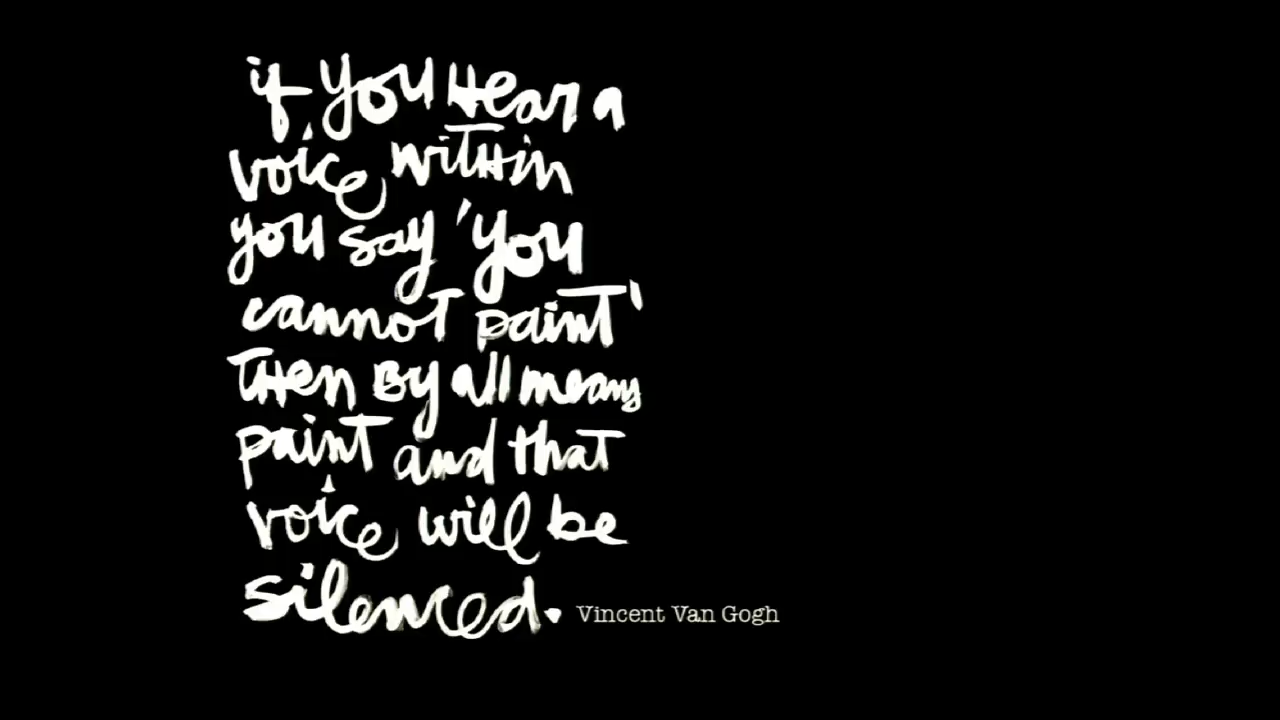 if you hear a
voice within
you say 'you
cannot paint'
then by all means
paint and that
voice will be
silenced.
Vincent Van Gogh